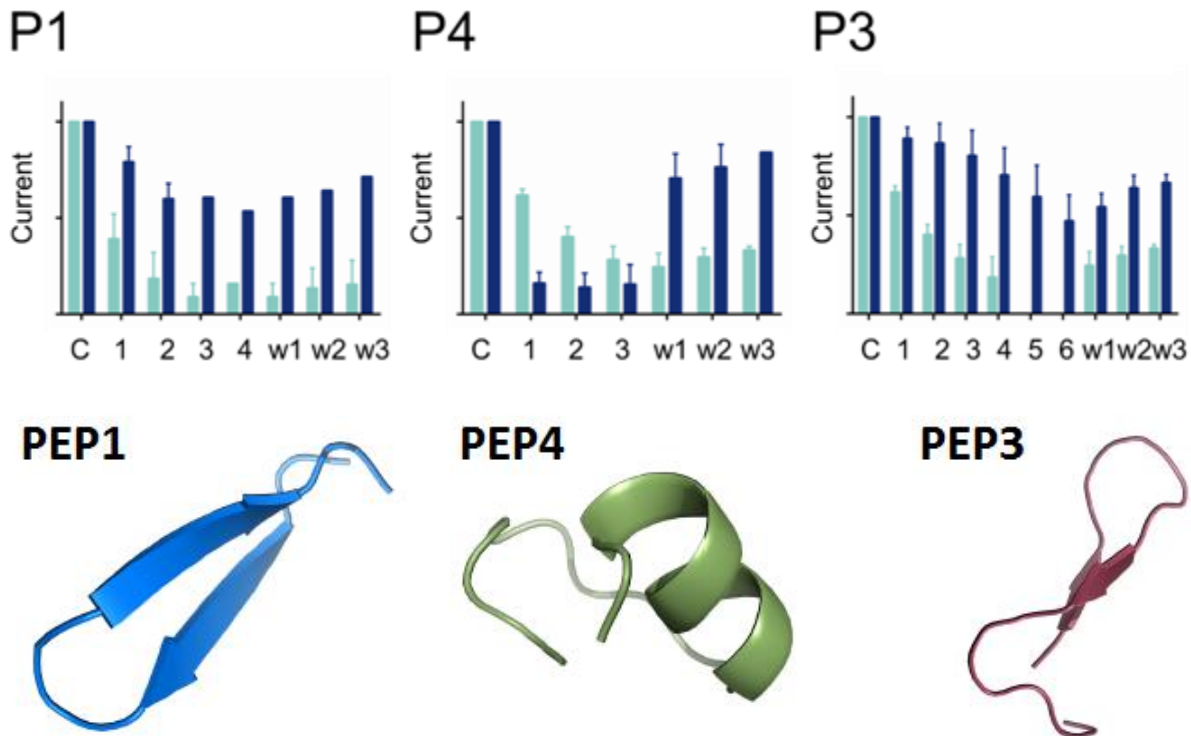 P1
P4
P3
Current
C 1 2 3 4 w1 w2 w3
Current
C 1 2 3 w1 w2 w3
Current
C 1 2 3 4 5 6 w1 w2 w3
PEP1
PEP4
PEP3